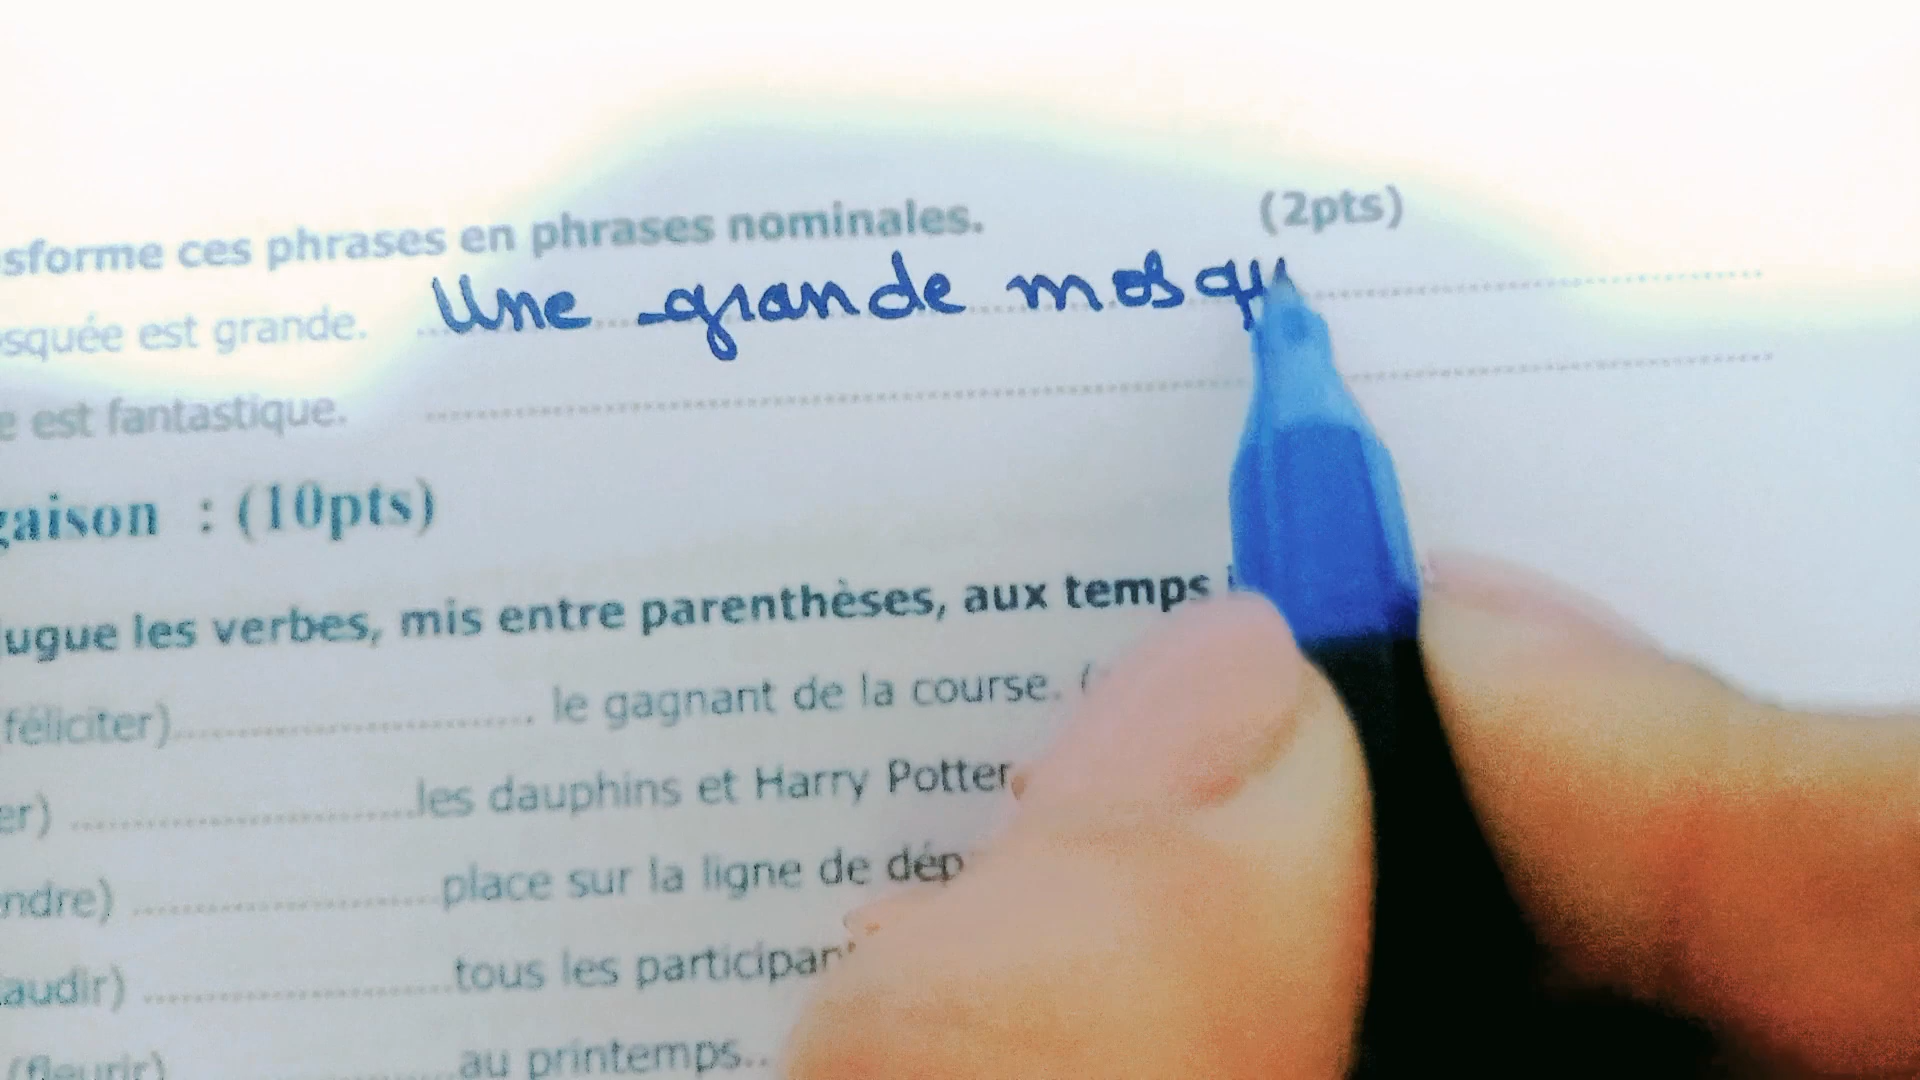 sforme ces phrases en phrases nominales. (2pts)
squée est grande. Une grande mosqu
e est fantastique.
gaison : (10pts)
ugue les verbes, mis entre parenthèses, aux temps
féliciter) le gagnant de la course. (
er) les dauphins et Harry Potter
ndre) place sur la ligne de dép
audir) tous les participan
(fleurir) au printemps..